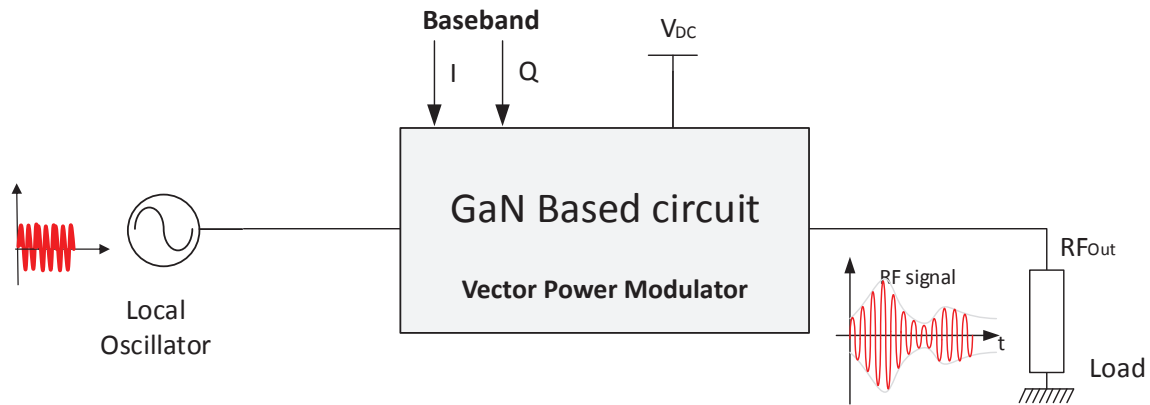 Baseband
I
Q
VDC
GaN Based circuit
Vector Power Modulator
Local
Oscillator
RF signal
t
RFOut
Load